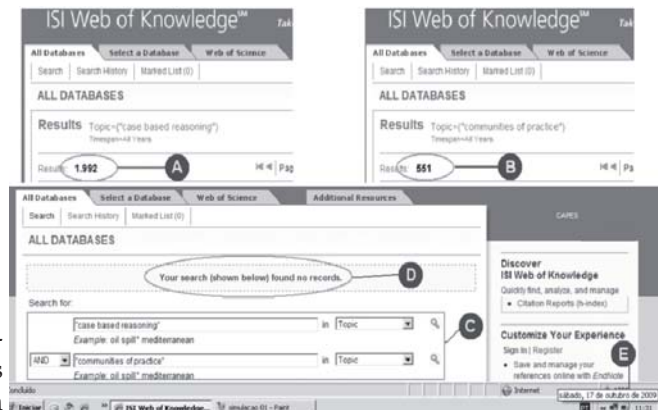 ISI Web of Knowledge℠
All Databases Select a Database Web of Science
Search Search History Marked List (0)
ALL DATABASES
Results Topic=("case based reasoning")
Timespan=All Years
Results: 1.992 A Pag
ISI Web of Knowledge℠
All Databases Select a Database Web of Science
Search Search History Marked List (0)
ALL DATABASES
Results Topic=("communities of practice")
Timespan=All Years
Results: 551 B Pa
All Databases Select a Database Web of Science Additional Resources
Search Search History Marked List (0)
CAPES
ALL DATABASES
Your search (shown below) found no records. D
Search for:
"case based reasoning" in Topic
Example: oil spill* mediterranean
C
AND "communities of practice" in Topic
Example: oil spill* mediterranean
Discover
ISI Web of Knowledge
Quickly find, analyze, and manage
• Citation Reports (h-index)
Customize Your Experience
Sign In | Register E
• Save and manage your
references online with EndNote
Internet
sábado, 17 de outubro de 2009
Iniciar ISI Web of Knowledge... simulacao 01 - Paint 11:31